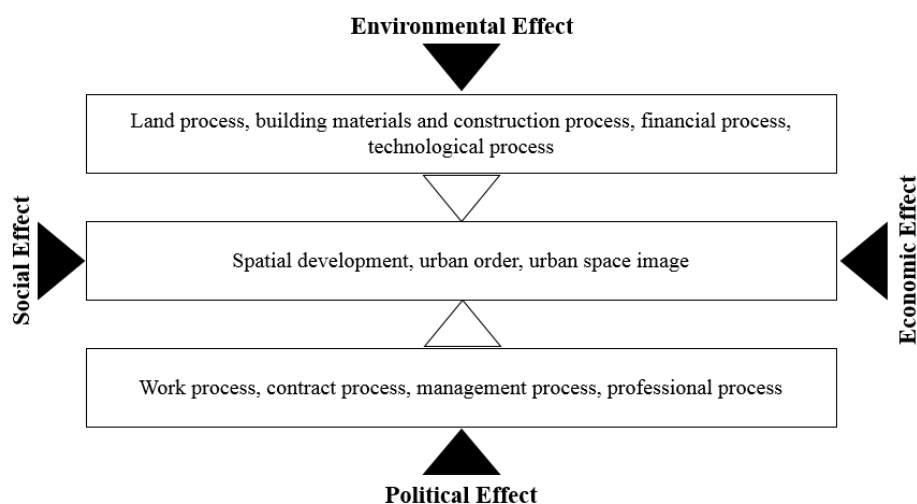 Environmental Effect
Land process, building materials and construction process, financial process,
technological process
Social Effect
Spatial development, urban order, urban space image
Economic Effect
Work process, contract process, management process, professional process
Political Effect